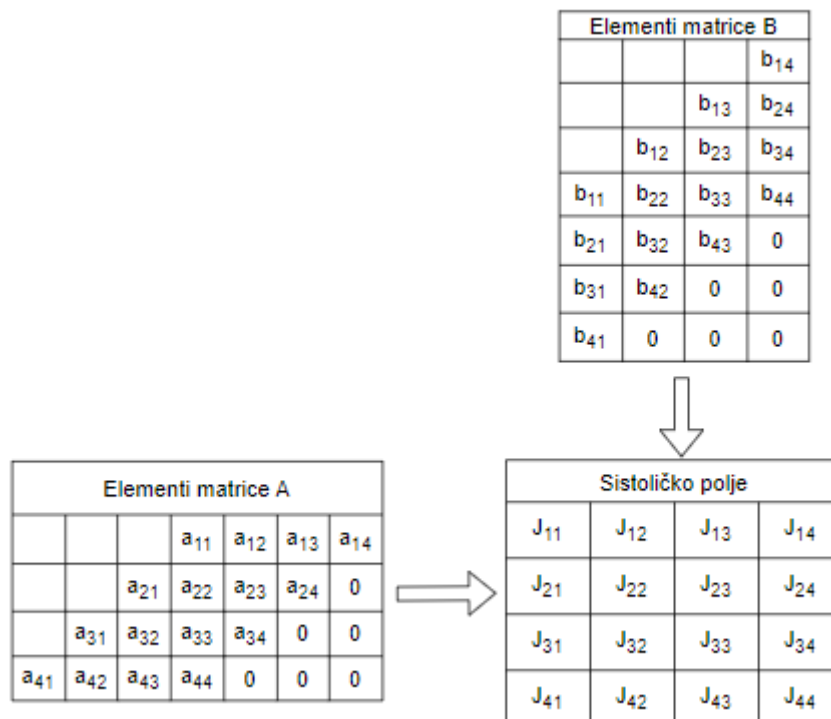 Elementi matrice B
b14
b13 b24
b12 b23 b34
b11 b22 b33 b44
b21 b32 b43 0
b31 b42 0 0
b41 0 0 0
Elementi matrice A
a11 a12 a13 a14
a21 a22 a23 a24 0
a31 a32 a33 a34 0 0
a41 a42 a43 a44 0 0 0
Sistoličko polje
J11 J12 J13 J14
J21 J22 J23 J24
J31 J32 J33 J34
J41 J42 J43 J44